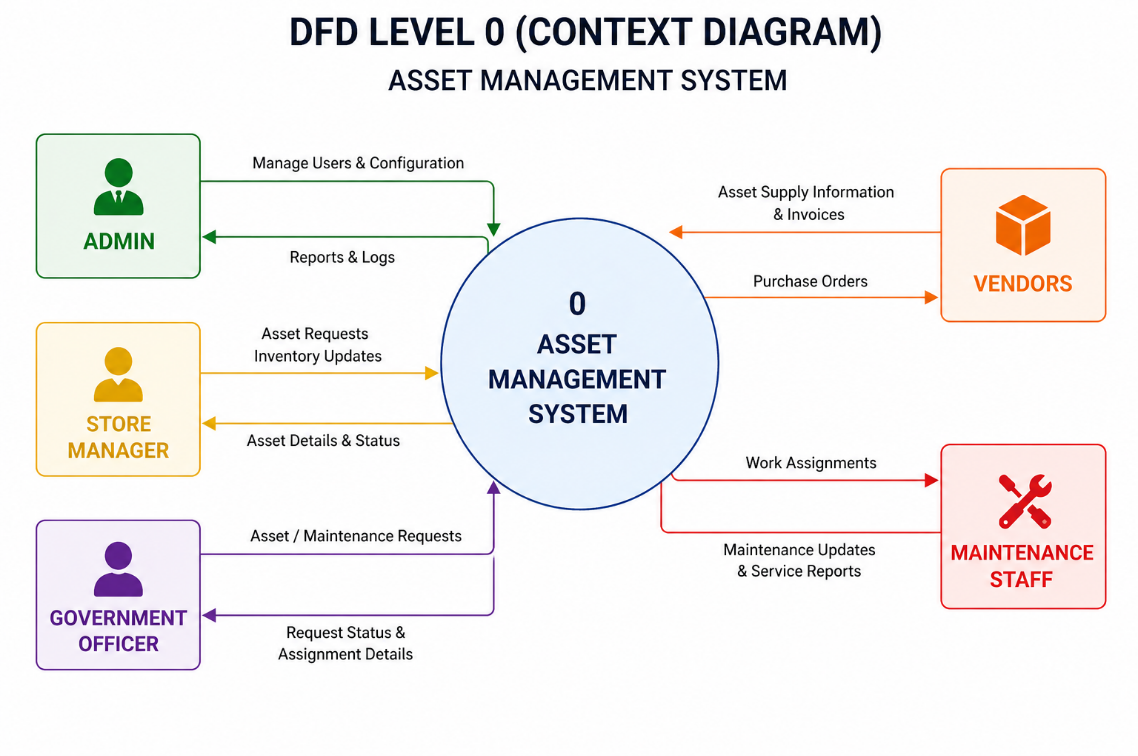 DFD LEVEL 0 (CONTEXT DIAGRAM)
ASSET MANAGEMENT SYSTEM
ADMIN
Manage Users & Configuration
Reports & Logs
STORE
MANAGER
Asset Requests
Inventory Updates
Asset Details & Status
GOVERNMENT
OFFICER
Asset / Maintenance Requests
Request Status &
Assignment Details
0
ASSET
MANAGEMENT
SYSTEM
Asset Supply Information
& Invoices
Purchase Orders
VENDORS
Work Assignments
Maintenance Updates
& Service Reports
MAINTENANCE
STAFF